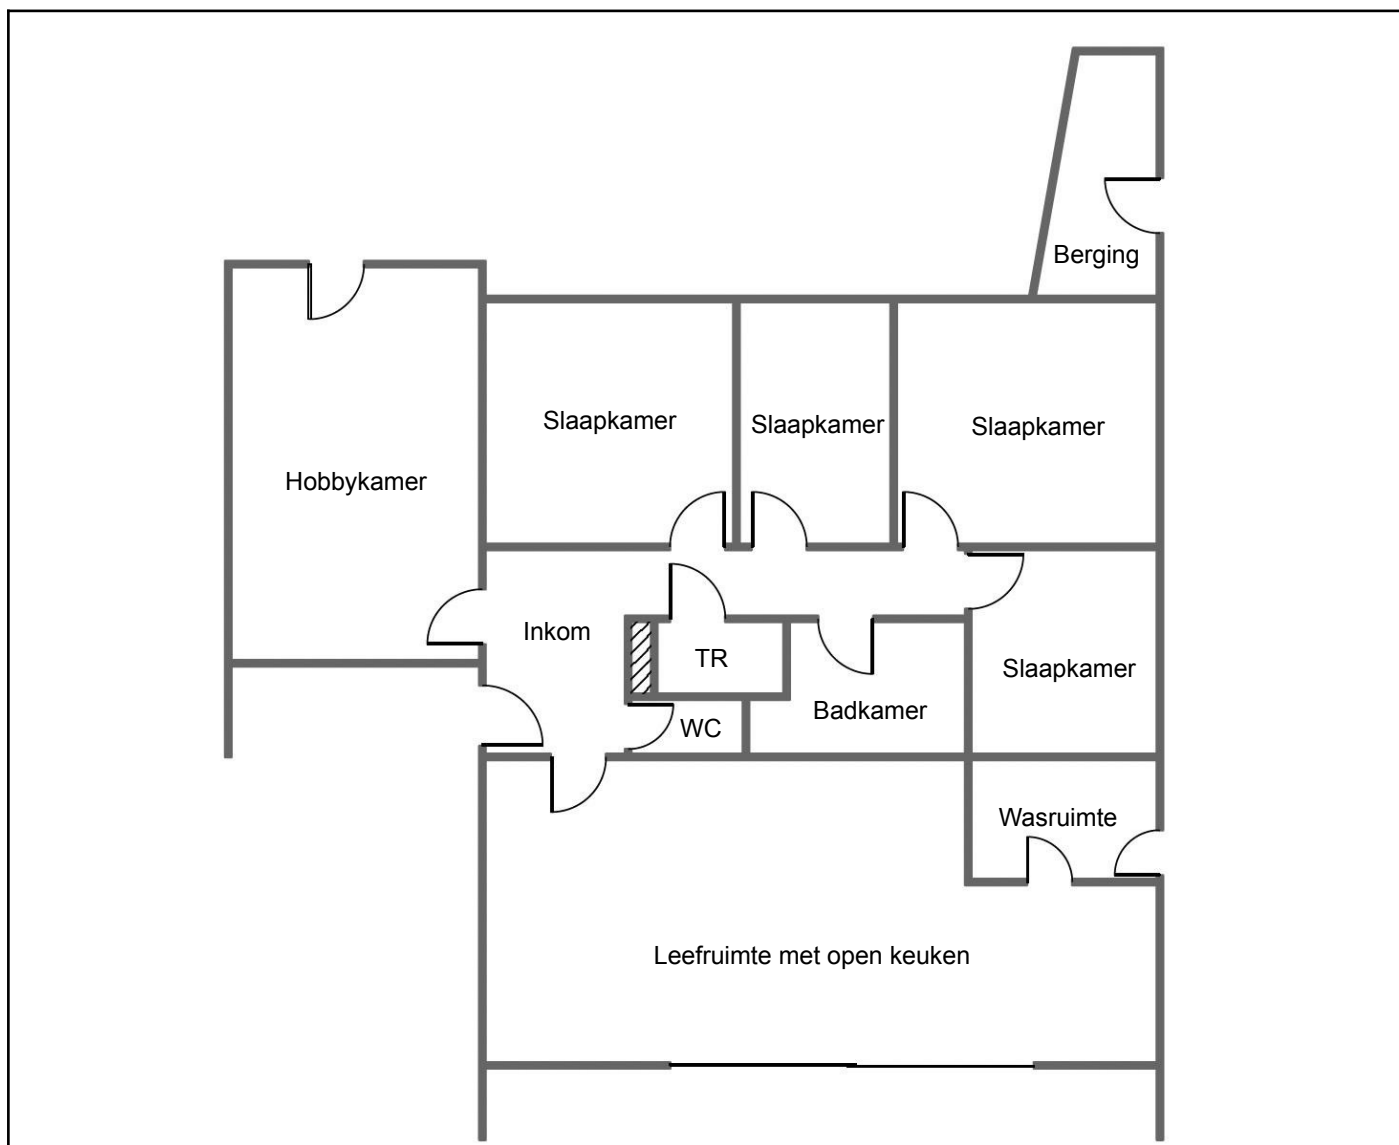 Berging
Slaapkamer
Slaapkamer
Slaapkamer
Hobbykamer
Inkom
TR
Slaapkamer
Badkamer
WC
Wasruimte
Leefruimte met open keuken